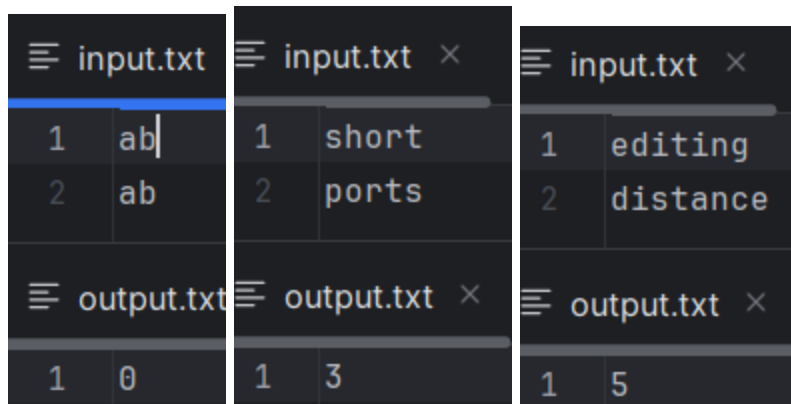 input.txt
1 ab
2 ab
output.txt
1 0
input.txt ×
1 short
2 ports
output.txt ×
1 3
input.txt ×
1 editing
2 distance
output.txt ×
1 5